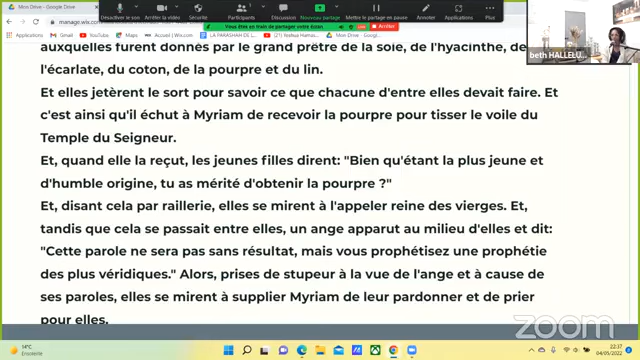 Mon Drive - Google Drive
Désactiver le son
Arrêter la vidéo
Sécurité
Participants
Discussion
Nouveau partage
Mettre le partage en pause
Annoter
Applications
Plus
Vous êtes en train de partager votre écran
Arrêter le partage
manage.wix.com
LA PARASHAH DE LA
Mon Drive - Googl
beth HALLELU
auxquelles furent donnés par le grand prêtre de la soie, de l'hyacinthe, de
l'écarlate, du coton, de la pourpre et du lin.
Et elles jetèrent le sort pour savoir ce que chacune d'entre elles devait faire. Et
c'est ainsi qu'il échut à Myriam de recevoir la pourpre pour tisser le voile du
Temple du Seigneur.
Et, quand elle la reçut, les jeunes filles dirent: "Bien qu'étant la plus jeune et
d'humble origine, tu as mérité d'obtenir la pourpre ?"
Et, disant cela par raillerie, elles se mirent à l'appeler reine des vierges. Et,
tandis que cela se passait entre elles, un ange apparut au milieu d'elles et dit:
"Cette parole ne sera pas sans résultat, mais vous prophétisez une prophétie
des plus véridiques." Alors, prises de stupeur à la vue de l'ange et à cause de
ses paroles, elles se mirent à supplier Myriam de leur pardonner et de prier
pour elles.
zoom
14°C
Ensoleillé
22:37
04/05/2022